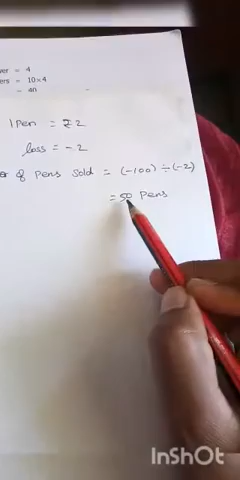 = 4
= 10×4
= 40
1 Pen = ₹2
loss = -2
of pens sold = (-100) ÷ (-2)
= 50 Pens
InShOt